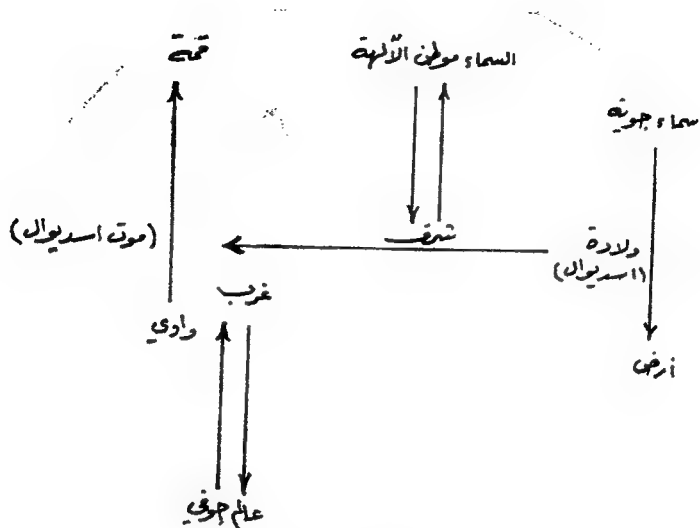 قمة
السماء موطن الآلهة
سماء جوية
شرق
(موت اسديوال)
ولادة
(اسديوال)
غرب
وادي
أرض
عالم جوفي